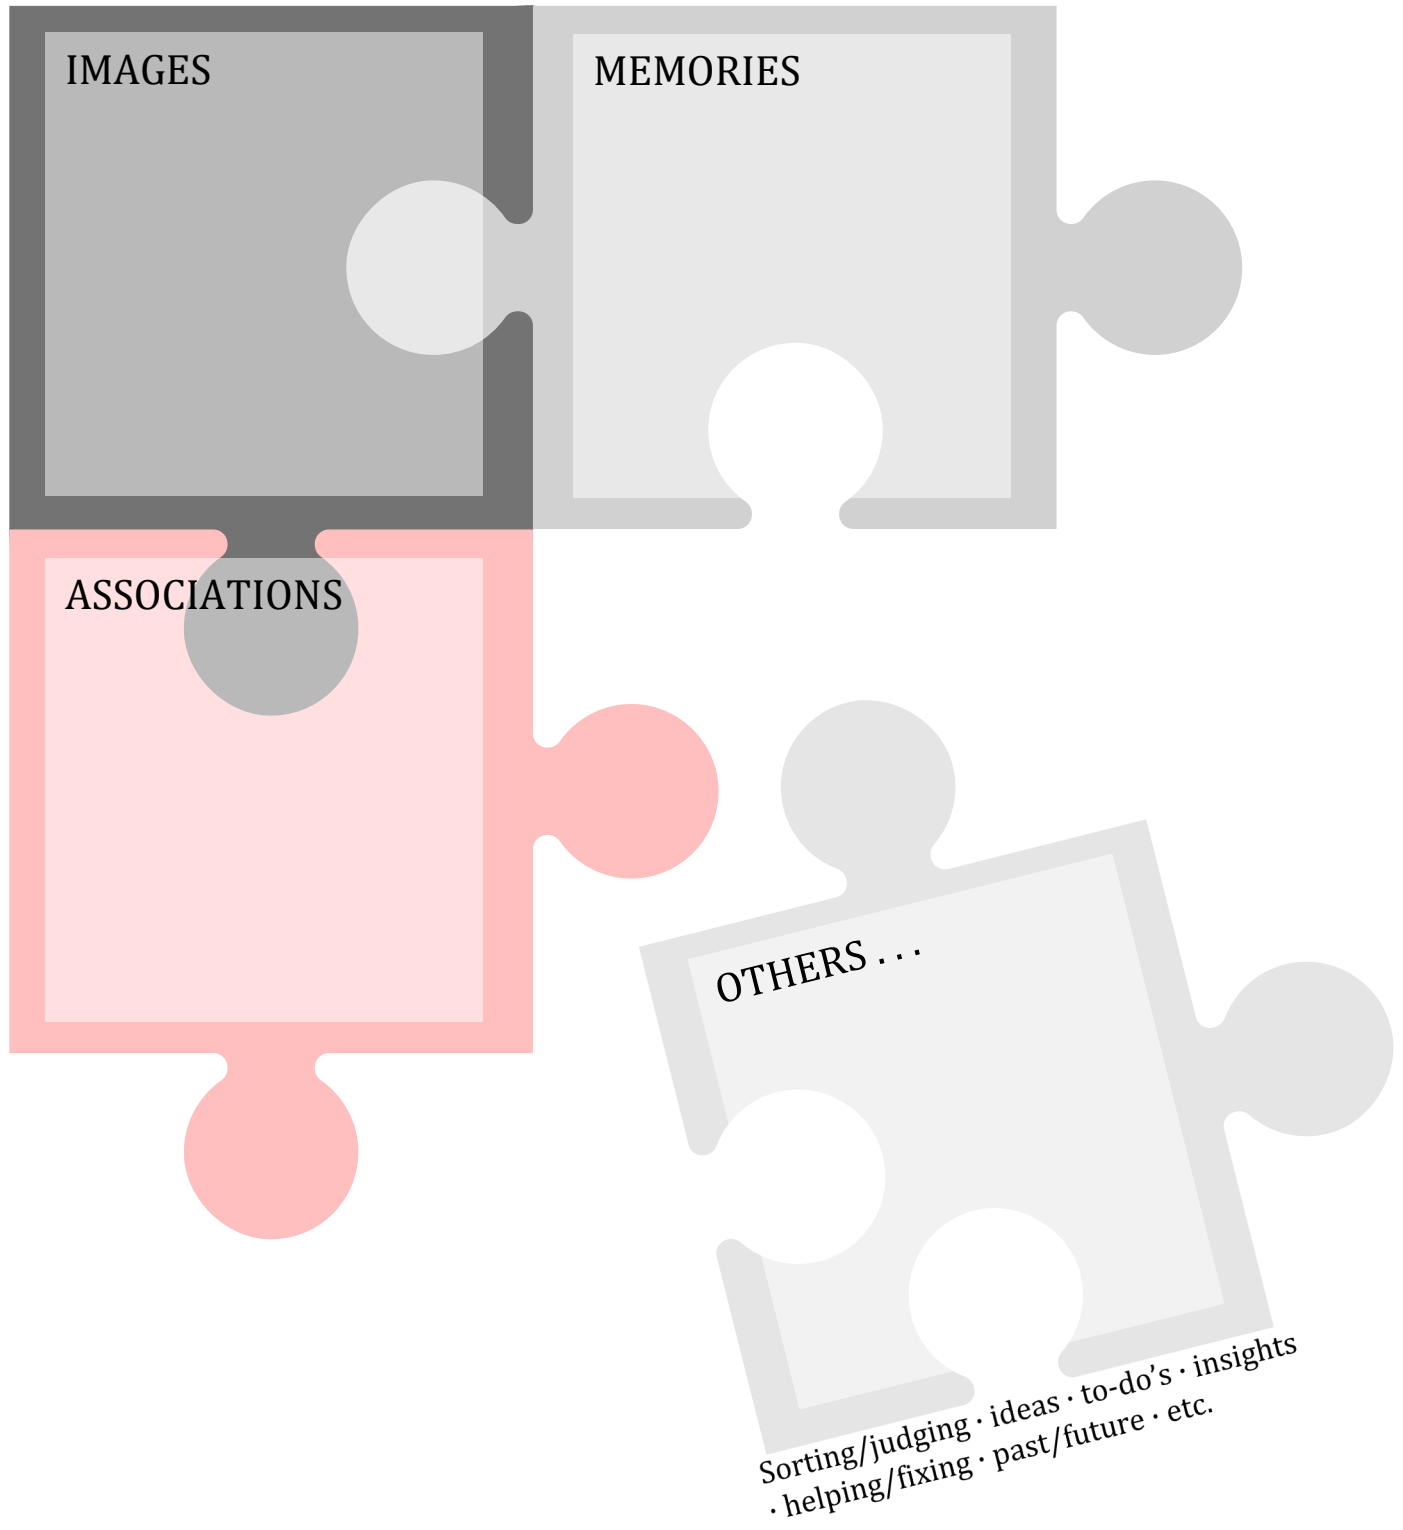 IMAGES
MEMORIES
ASSOCIATIONS
OTHERS . . .
Sorting/judging · ideas · to-do’s · insights
· helping/fixing · past/future · etc.